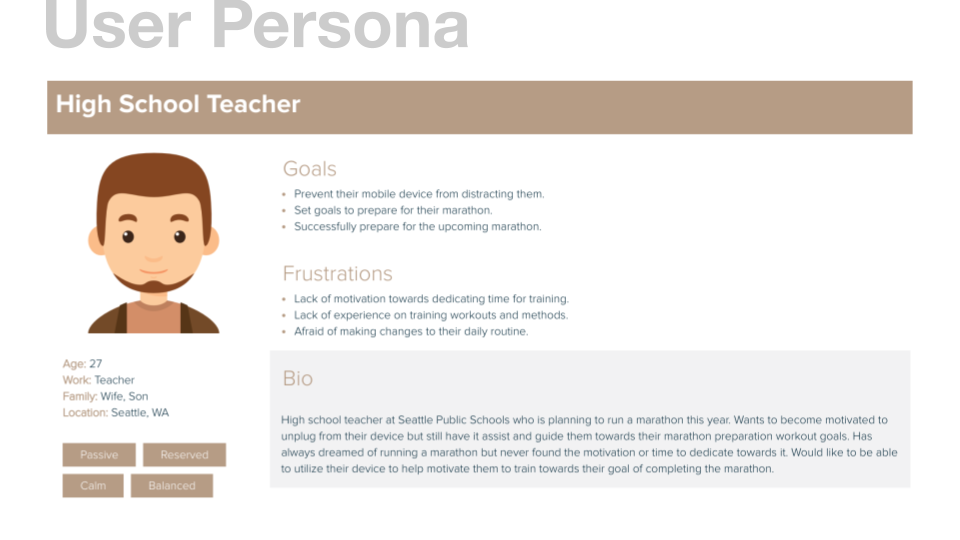 User Persona
High School Teacher
Goals
• Prevent their mobile device from distracting them.
• Set goals to prepare for their marathon.
• Successfully prepare for the upcoming marathon.
Frustrations
• Lack of motivation towards dedicating time for training.
• Lack of experience on training workouts and methods.
• Afraid of making changes to their daily routine.
Age: 27
Work: Teacher
Family: Wife, Son
Location: Seattle, WA
Passive
Reserved
Calm
Balanced
Bio
High school teacher at Seattle Public Schools who is planning to run a marathon this year. Wants to become motivated to
unplug from their device but still have it assist and guide them towards their marathon preparation workout goals. Has
always dreamed of running a marathon but never found the motivation or time to dedicate towards it. Would like to be able
to utilize their device to help motivate them to train towards their goal of completing the marathon.